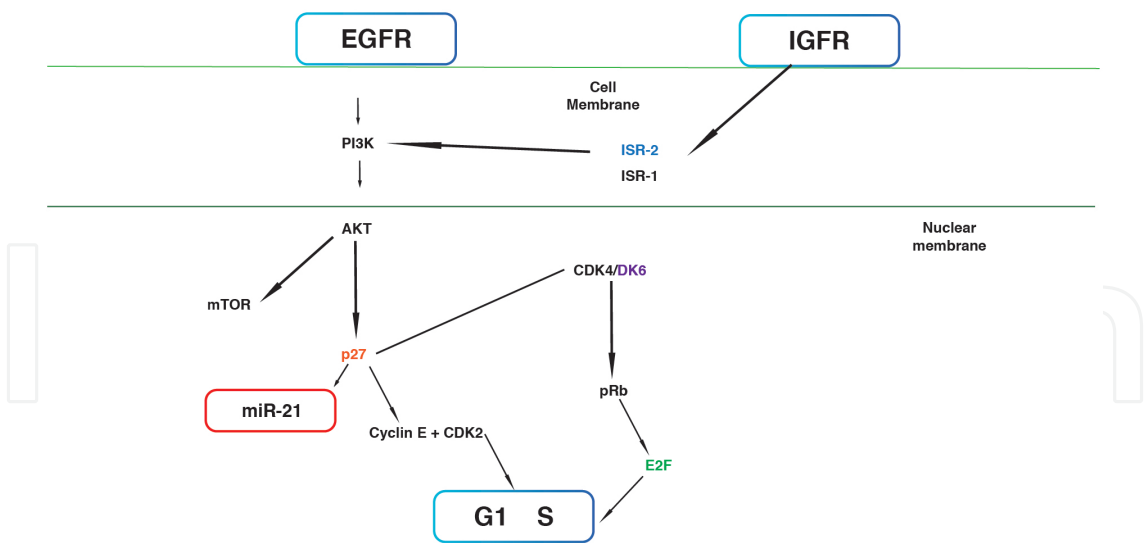 EGFR
IGFR
Cell
Membrane
PI3K
ISR-2
ISR-1
AKT
Nuclear
membrane
CDK4/DK6
mTOR
p27
pRb
miR-21
Cyclin E + CDK2
E2F
G1 S